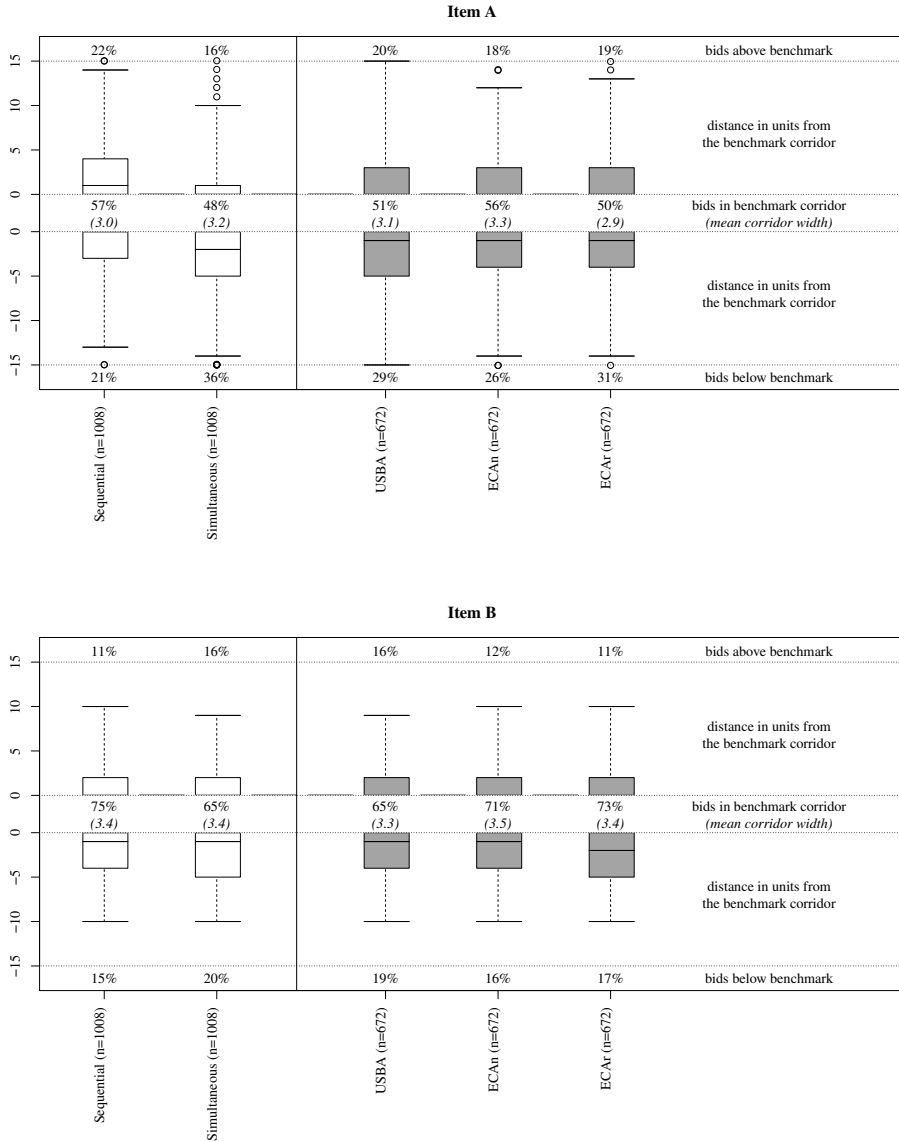 Item A
22% 16% 20% 18% 19% bids above benchmark
15
10
distance in units from
the benchmark corridor
5
0
57% 48% 51% 56% 50% bids in benchmark corridor
(3.0) (3.2) (3.1) (3.3) (2.9) (mean corridor width)
0
−5
distance in units from
the benchmark corridor
−10
−15
21% 36% 29% 26% 31% bids below benchmark
Sequential (n=1008)
Simultaneous (n=1008)
USBA (n=672)
ECAn (n=672)
ECAr (n=672)
Item B
11% 16% 16% 12% 11% bids above benchmark
15
10
distance in units from
the benchmark corridor
5
0
75% 65% 65% 71% 73% bids in benchmark corridor
(3.4) (3.4) (3.3) (3.5) (3.4) (mean corridor width)
0
−5
distance in units from
the benchmark corridor
−10
−15
15% 20% 19% 16% 17% bids below benchmark
Sequential (n=1008)
Simultaneous (n=1008)
USBA (n=672)
ECAn (n=672)
ECAr (n=672)